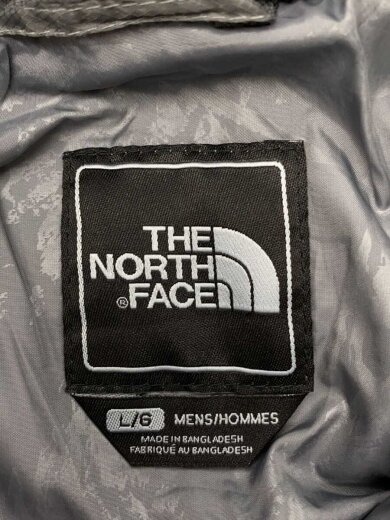 THE
NORTH
® FACE
L/G MENS/HOMMES
MADE IN BANGLADESH
FABRIQUÉ AU BANGLADESH